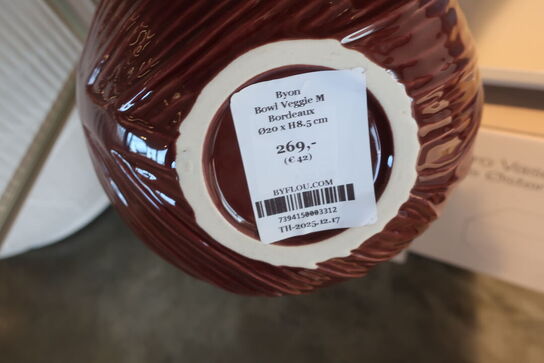 Byon
Bowl Veggie M
Bordeaux
Ø20 x H8.5 cm
269,-
(€ 42)
BYFLOU.COM
7394150003312
TH-2025-12.17